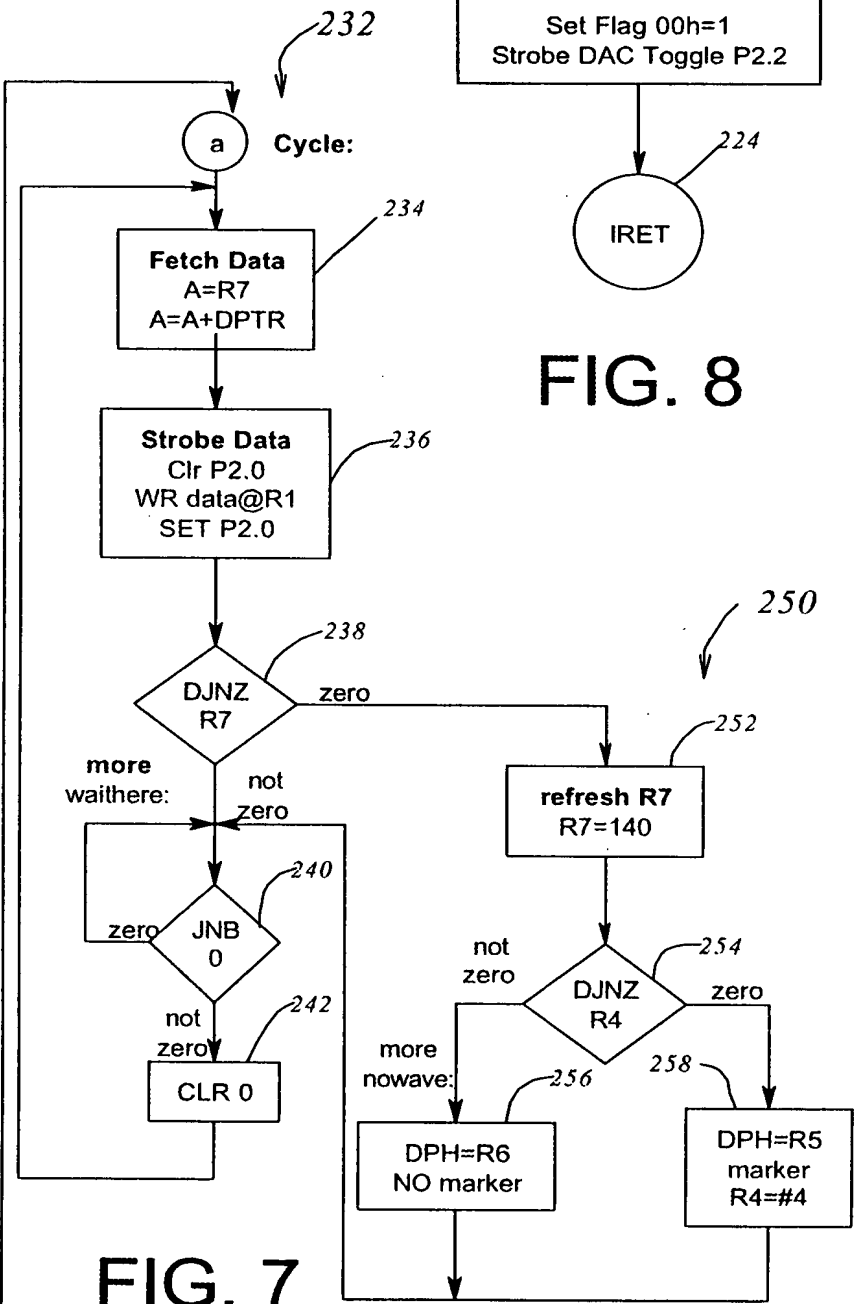 232
Set Flag 00h=1
Strobe DAC Toggle P2.2
a
Cycle:
224
IRET
234
Fetch Data
A=R7
A=A+DPTR
FIG. 8
236
Strobe Data
Clr P2.0
WR data@R1
SET P2.0
250
238
DJNZ
R7
zero
252
more
waithere:
not
zero
refresh R7
R7=140
240
zero
JNB
0
not
zero
254
DJNZ
R4
zero
not
zero
242
CLR 0
more
nowave:
256
258
DPH=R6
NO marker
DPH=R5
marker
R4=#4
FIG. 7